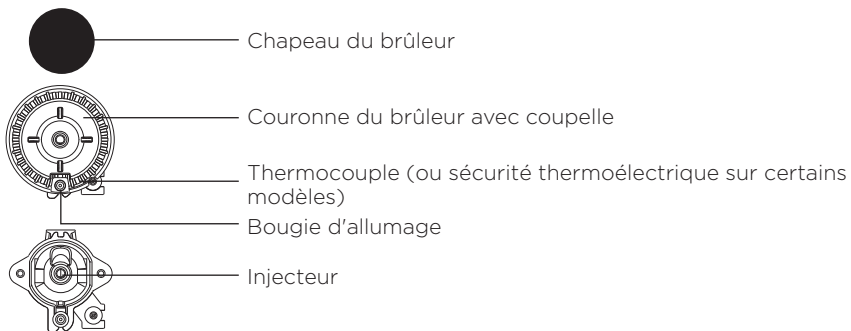 Chapeau du brûleur
Couronne du brûleur avec coupelle
Thermocouple (ou sécurité thermoélectrique sur certains
modèles)
Bougie d'allumage
Injecteur